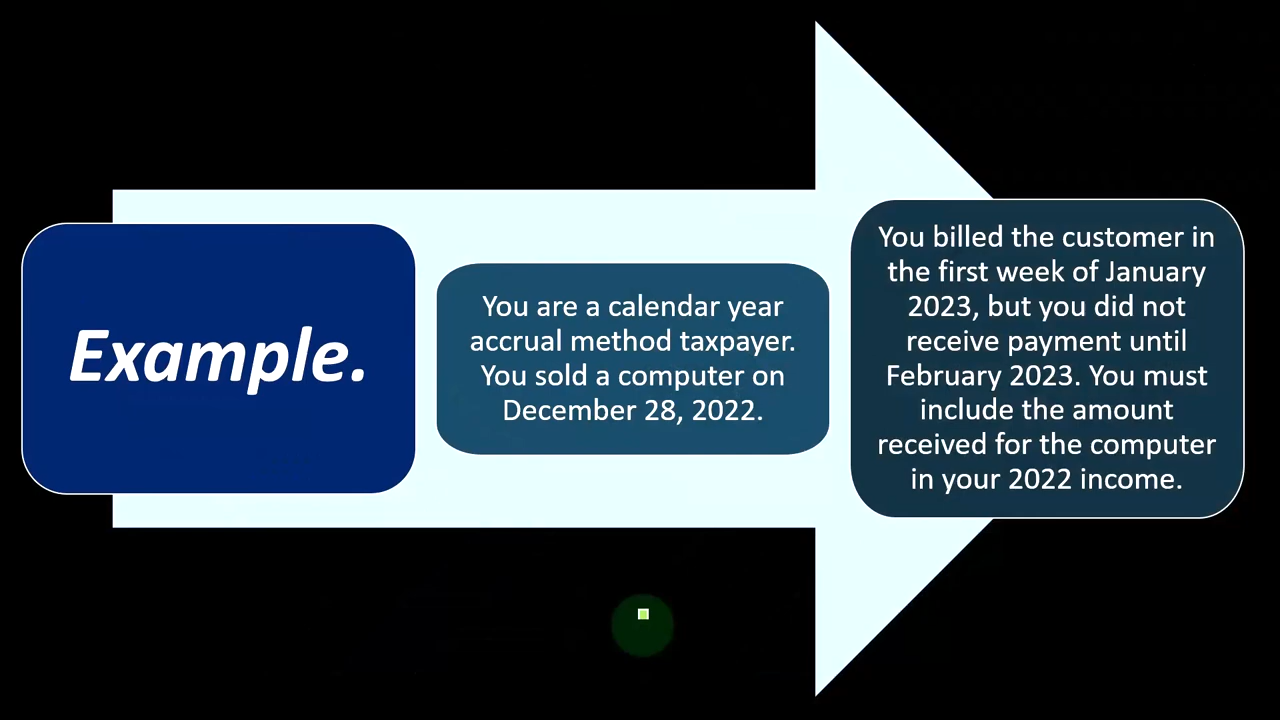 Example.
You are a calendar year
accrual method taxpayer.
You sold a computer on
December 28, 2022.
You billed the customer in
the first week of January
2023, but you did not
receive payment until
February 2023. You must
include the amount
received for the computer
in your 2022 income.